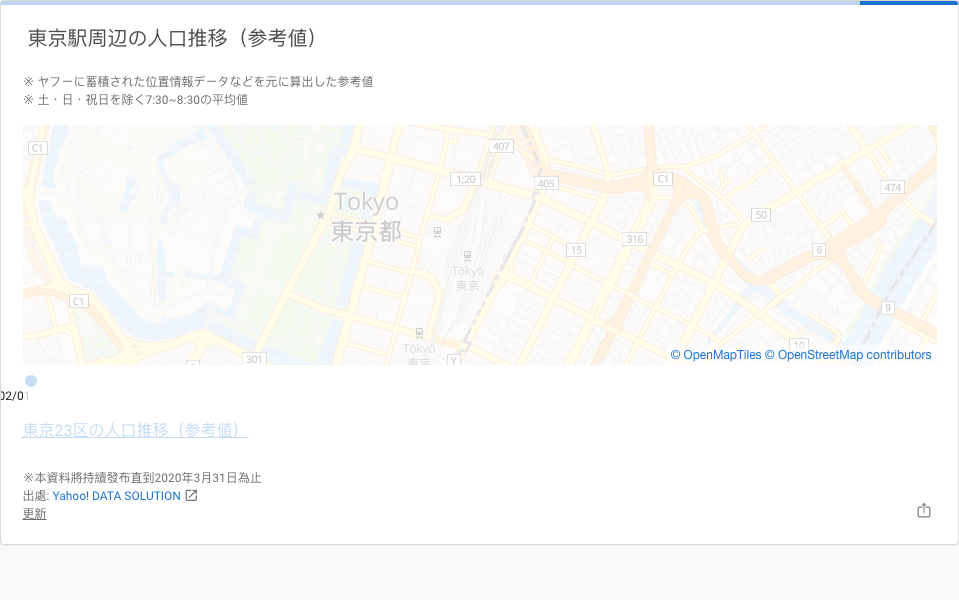 東京駅周辺の人口推移（参考値）
※ ヤフーに蓄積された位置情報データなどを元に算出した参考値
※ 土・日・祝日を除く7:30~8:30の平均値
C1
407
1;20
405
C1
474
Tokyo
東京都
50
316
15
6
Tōkyō
東京
C1
9
10
301
1
Tōkyō
東京
Y
© OpenMapTiles © OpenStreetMap contributors
02/01
東京23区の人口推移（参考値）
※本資料將持續發布直到2020年3月31日為止
出處: Yahoo! DATA SOLUTION
更新